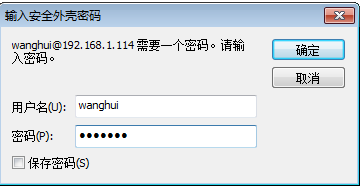 输入安全外壳密码
wanghui@192.168.1.114 需要一个密码。请输
入密码。
确定
取消
用户名(U): wanghui
密码(P): ●●●●●●●
保存密码(S)